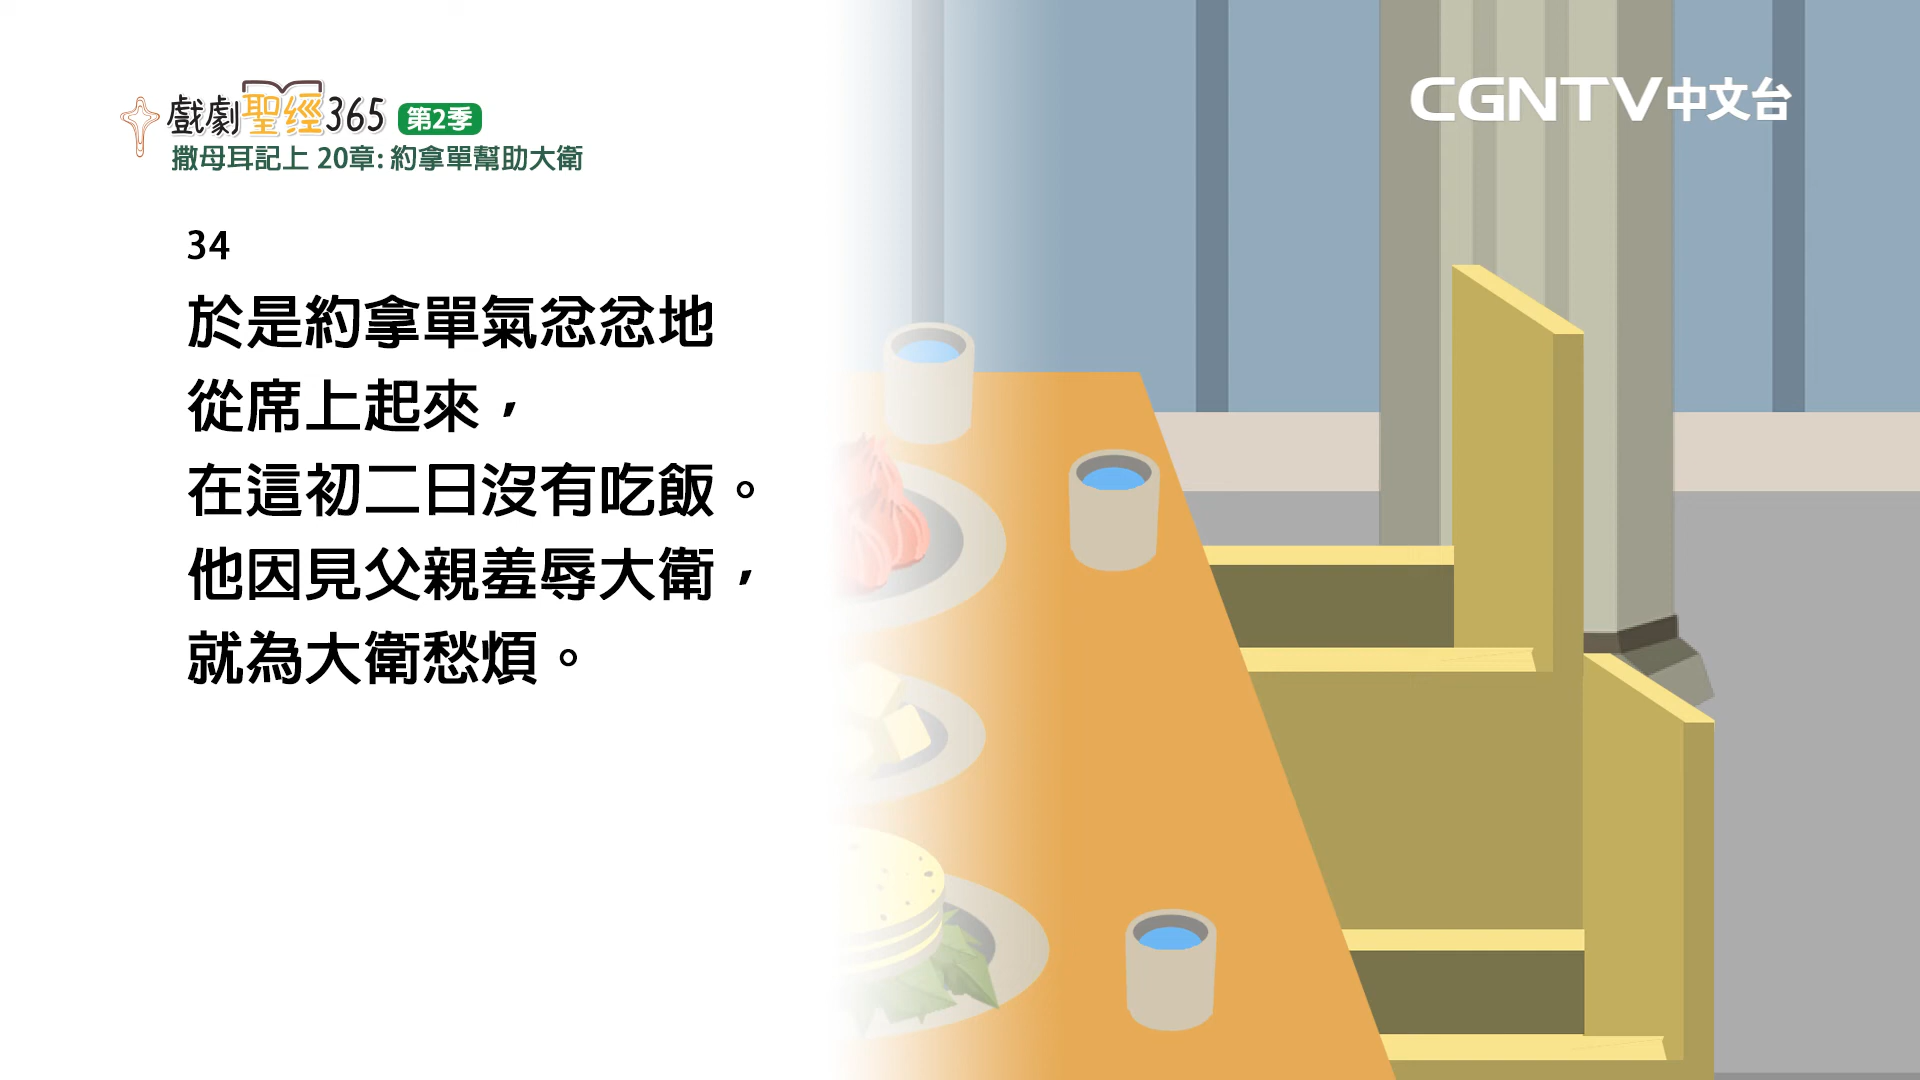 戲劇聖經365 第2季
撒母耳記上 20章: 約拿單幫助大衛
CGNTV中文台
34
於是約拿單氣忿忿地
從席上起來，
在這初二日沒有吃飯。
他因見父親羞辱大衛，
就為大衛愁煩。